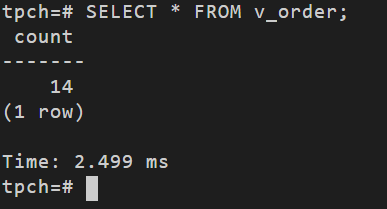 tpch=# SELECT * FROM v_order;
 count
-------
    14
(1 row)

Time: 2.499 ms
tpch=#